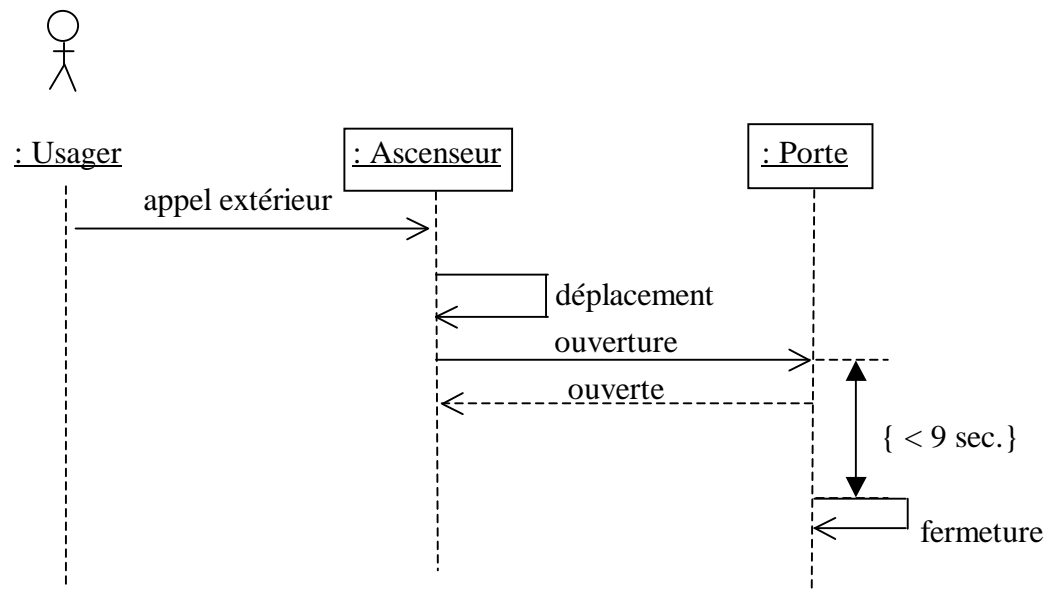 : Usager
: Ascenseur
: Porte
appel extérieur
déplacement
ouverture
ouverte
{ < 9 sec.}
fermeture